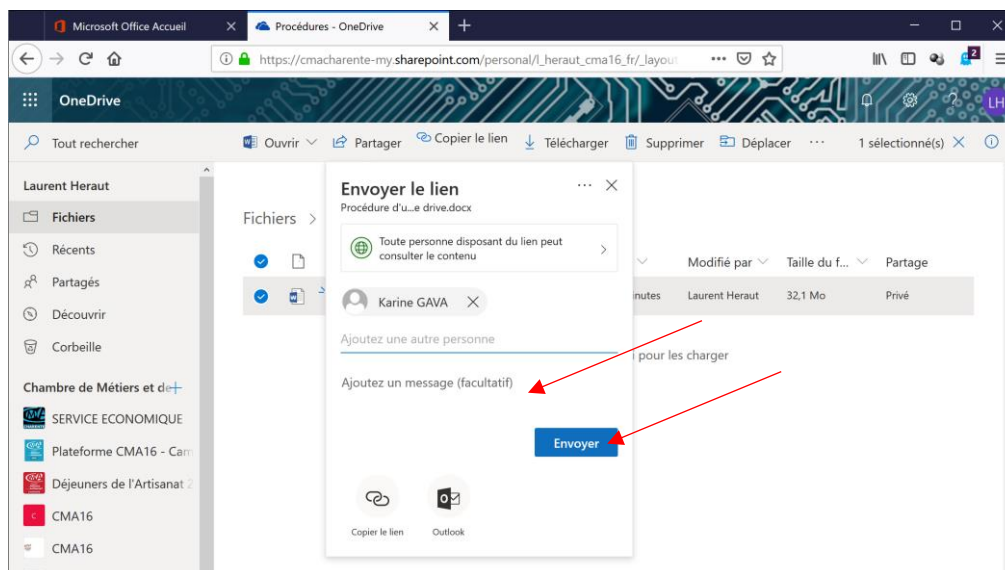 Microsoft Office Accueil
Procédures - OneDrive
https://cmacharente-my.sharepoint.com/personal/l_heraut_cma16_fr/_layou
2
OneDrive
LH
Tout rechercher
Ouvrir
Partager
Copier le lien
Télécharger
Supprimer
Déplacer
1 sélectionné(s)
Laurent Heraut
Fichiers
Récents
Partagés
Découvrir
Corbeille
Chambre de Métiers et de
SERVICE ECONOMIQUE
Plateforme CMA16 - Cam
Déjeuners de l'Artisanat 2
C CMA16
CMA16
Fichiers >
Modifié par
Taille du f...
Partage
inutes
Laurent Heraut
32,1 Mo
Privé
pour les charger
Envoyer le lien
Procédure d'u...e drive.docx
Toute personne disposant du lien peut
consulter le contenu
Karine GAVA
Ajoutez une autre personne
Ajoutez un message (facultatif)
Envoyer
Copier le lien
Outlook